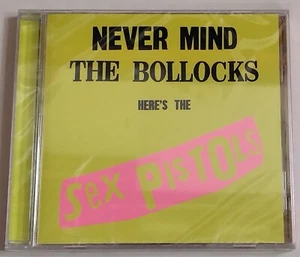 NEVER MIND
THE BOLLOCKS
HERE'S THE
Sex PISTOLS